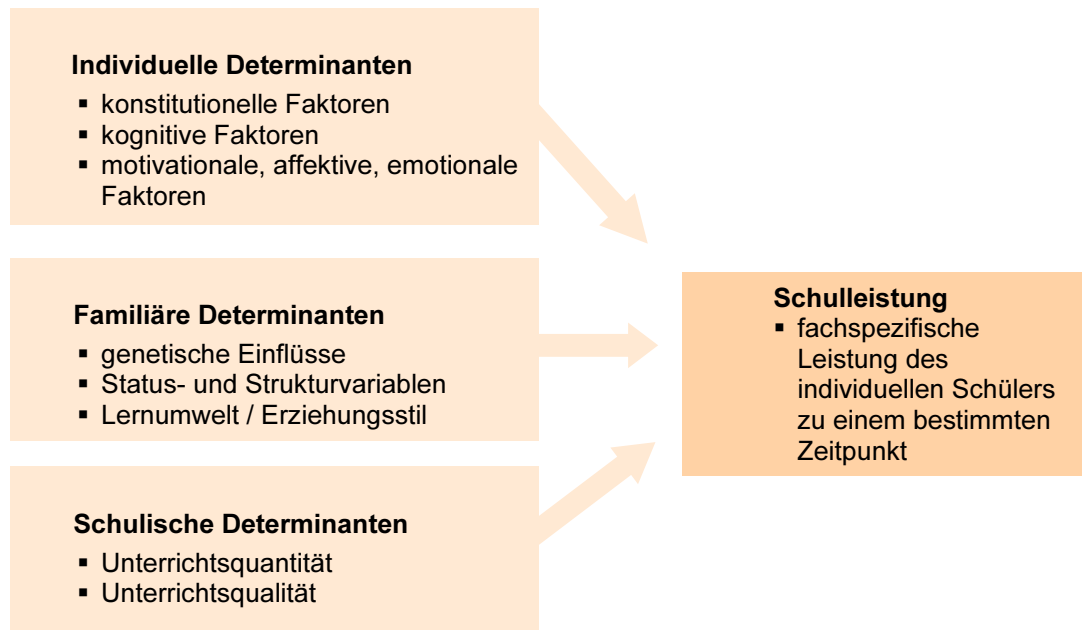 Individuelle Determanten
▪ konstitutionelle Faktoren
▪ kognitive Faktoren
▪ motivationale, affektive, emotionale
Faktoren
Familiäre Determinanten
▪ genetische Einflüsse
▪ Status- und Strukturvariablen
▪ Lernumwelt / Erziehungsstil
Schulische Determinanten
▪ Unterrichtsquantität
▪ Unterrichtsqualität
Schulleistung
▪ fachspezifische
Leistung des
individuellen Schülers
zu einem bestimmten
Zeitpunkt